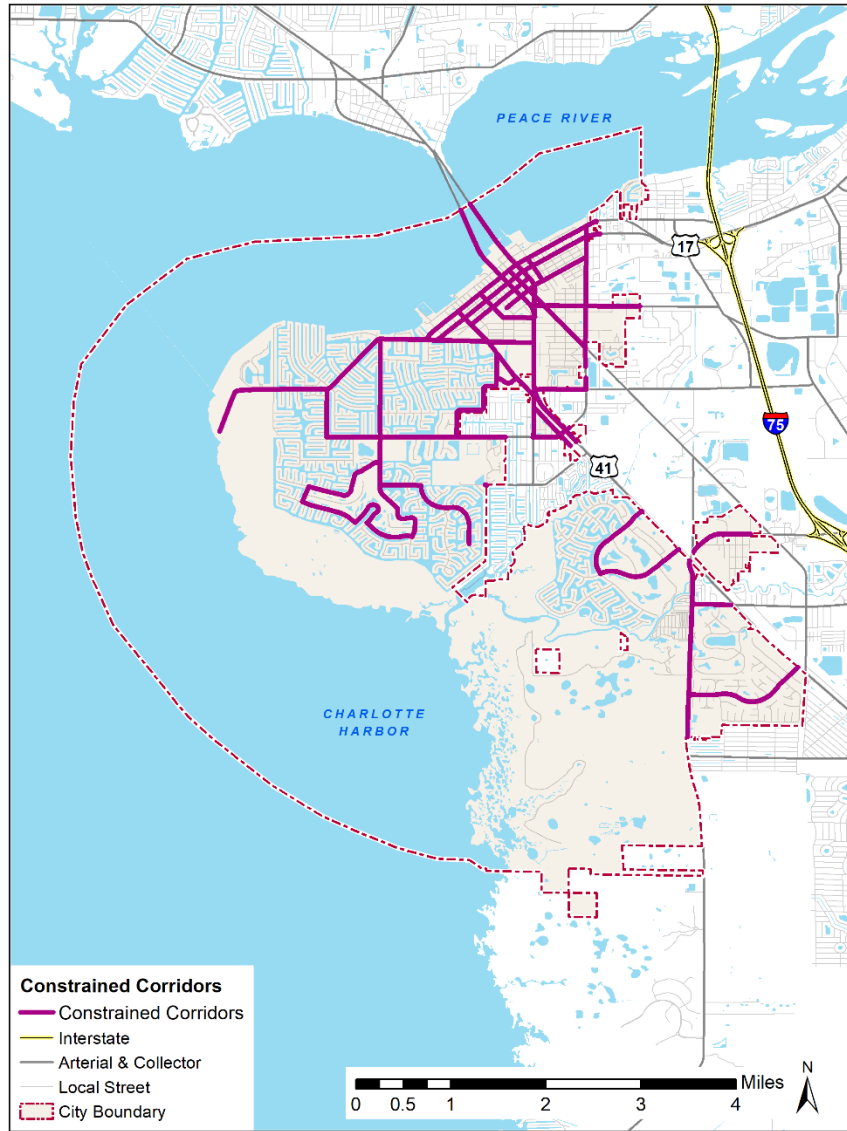 PEACE RIVER
17
75
41
CHARLOTTE
HARBOR
Constrained Corridors
Constrained Corridors
Interstate
Arterial & Collector
Local Street
City Boundary
Miles
0 0.5 1 2 3 4
N